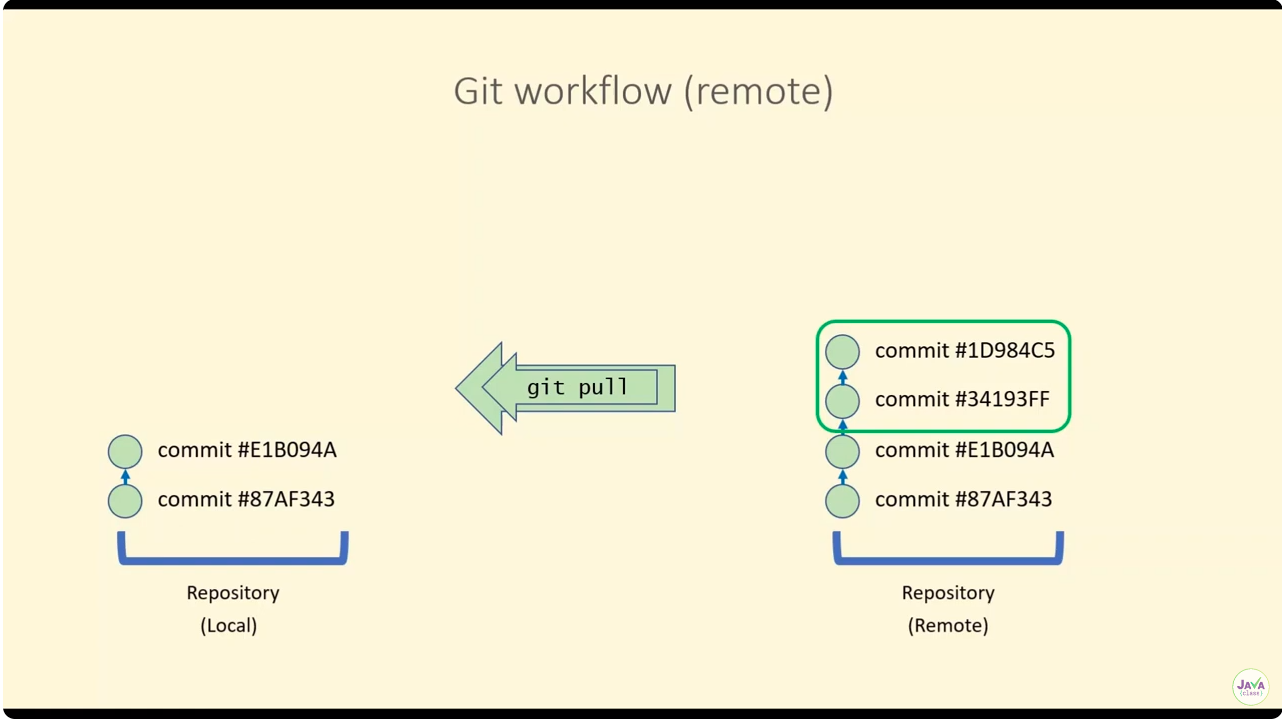 Git workflow (remote)
commit #1D984C5
git pull
commit #34193FF
commit #E1B094A
commit #E1B094A
commit #87AF343
commit #87AF343
Repository
(Local)
Repository
(Remote)
JAVA
(clase)